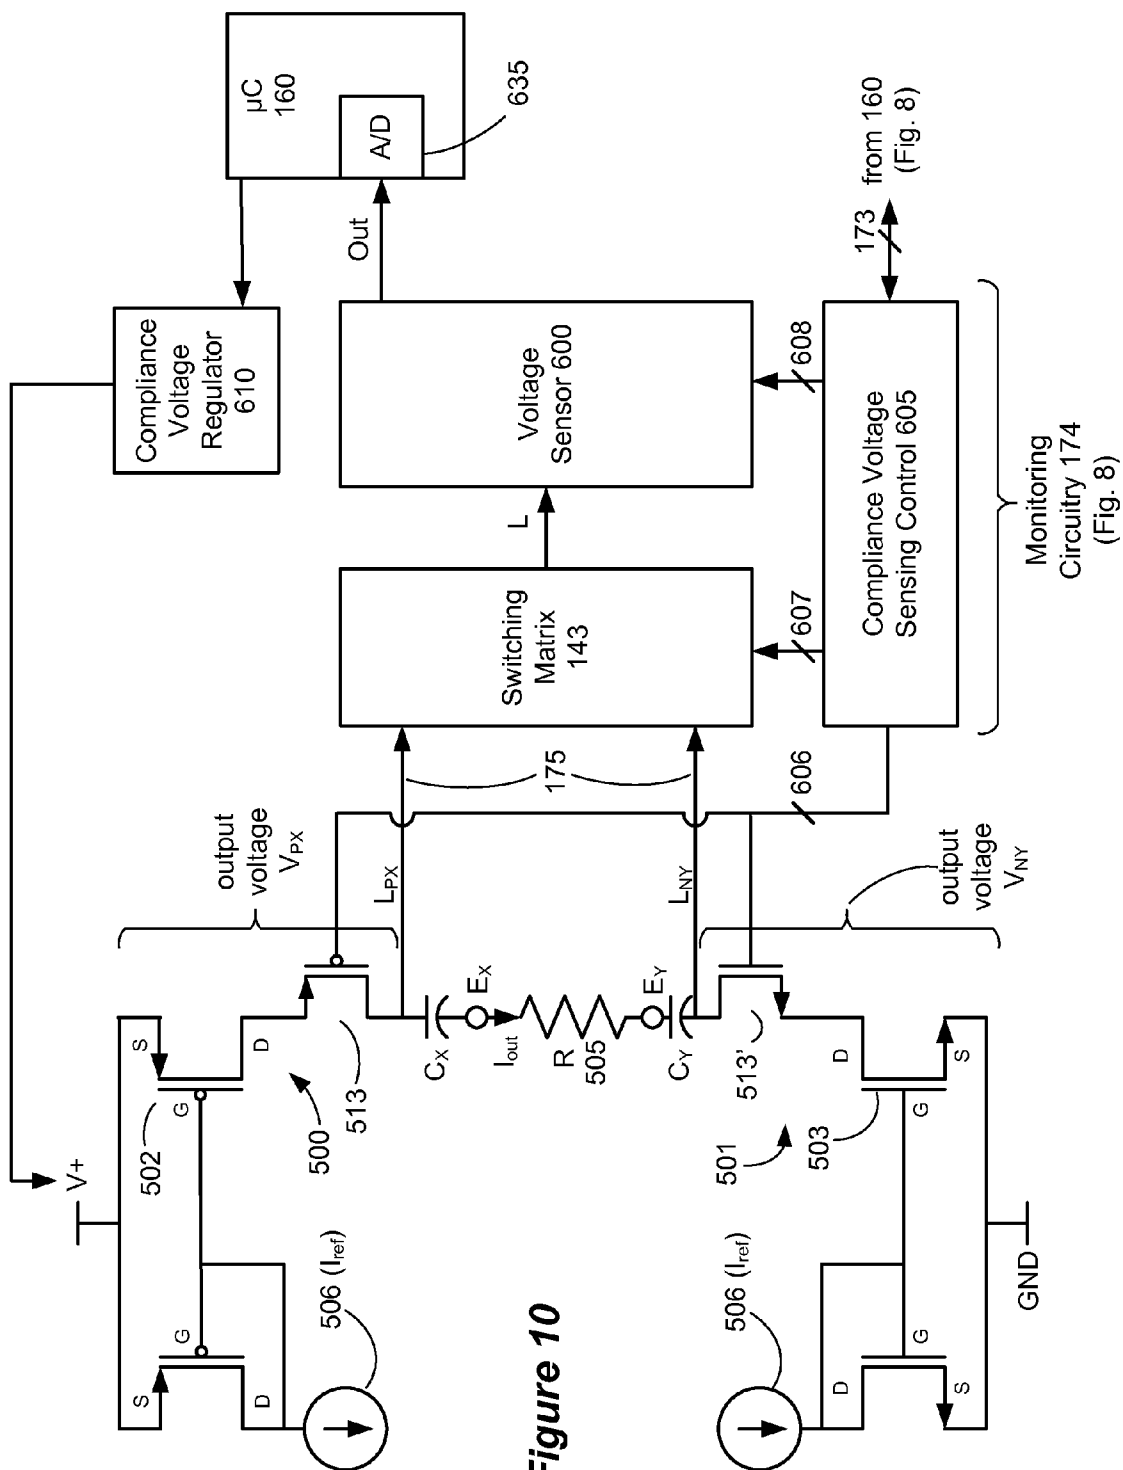 V+
S
G
D
506 (Iref)
S
G
D
502
500
513
output
voltage
VPX
LPX
CX
EX
Iout
R
505
EY
CY
LNY
513'
501
503
D
G
S
D
G
S
506 (Iref)
GND
output
voltage
VNY
175
606
Switching
Matrix
143
L
Voltage
Sensor 600
Out
Compliance
Voltage
Regulator
610
µC
160
A/D
635
607
608
Compliance Voltage
Sensing Control 605
173
from 160
(Fig. 8)
Monitoring
Circuitry 174
(Fig. 8)
Figure 10